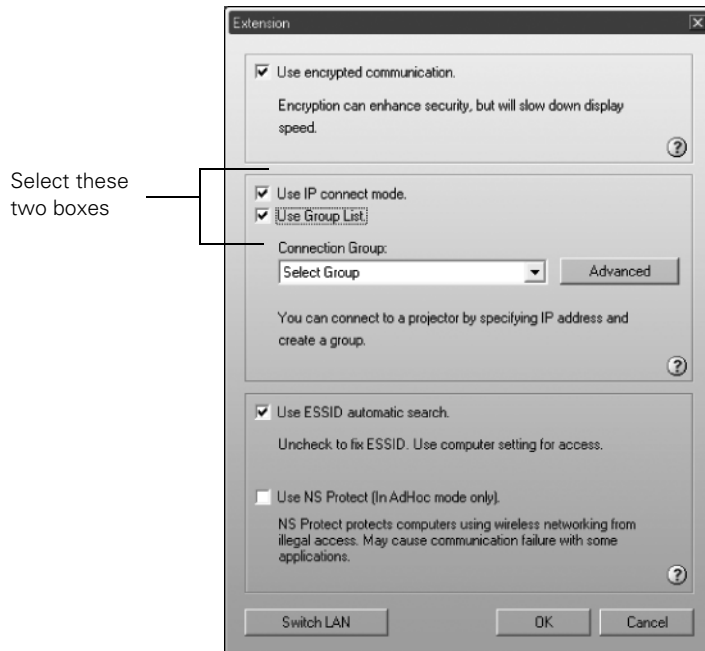 Extension
Use encrypted communication.
Encryption can enhance security, but will slow down display
speed.
Select these
two boxes
Use IP connect mode.
Use Group List.
Connection Group:
Select Group
Advanced
You can connect to a projector by specifying IP address and
create a group.
Use ESSID automatic search.
Uncheck to fix ESSID. Use computer setting for access.
Use NS Protect (In AdHoc mode only).
NS Protect protects computers using wireless networking from
illegal access. May cause communication failure with some
applications.
Switch LAN
OK
Cancel